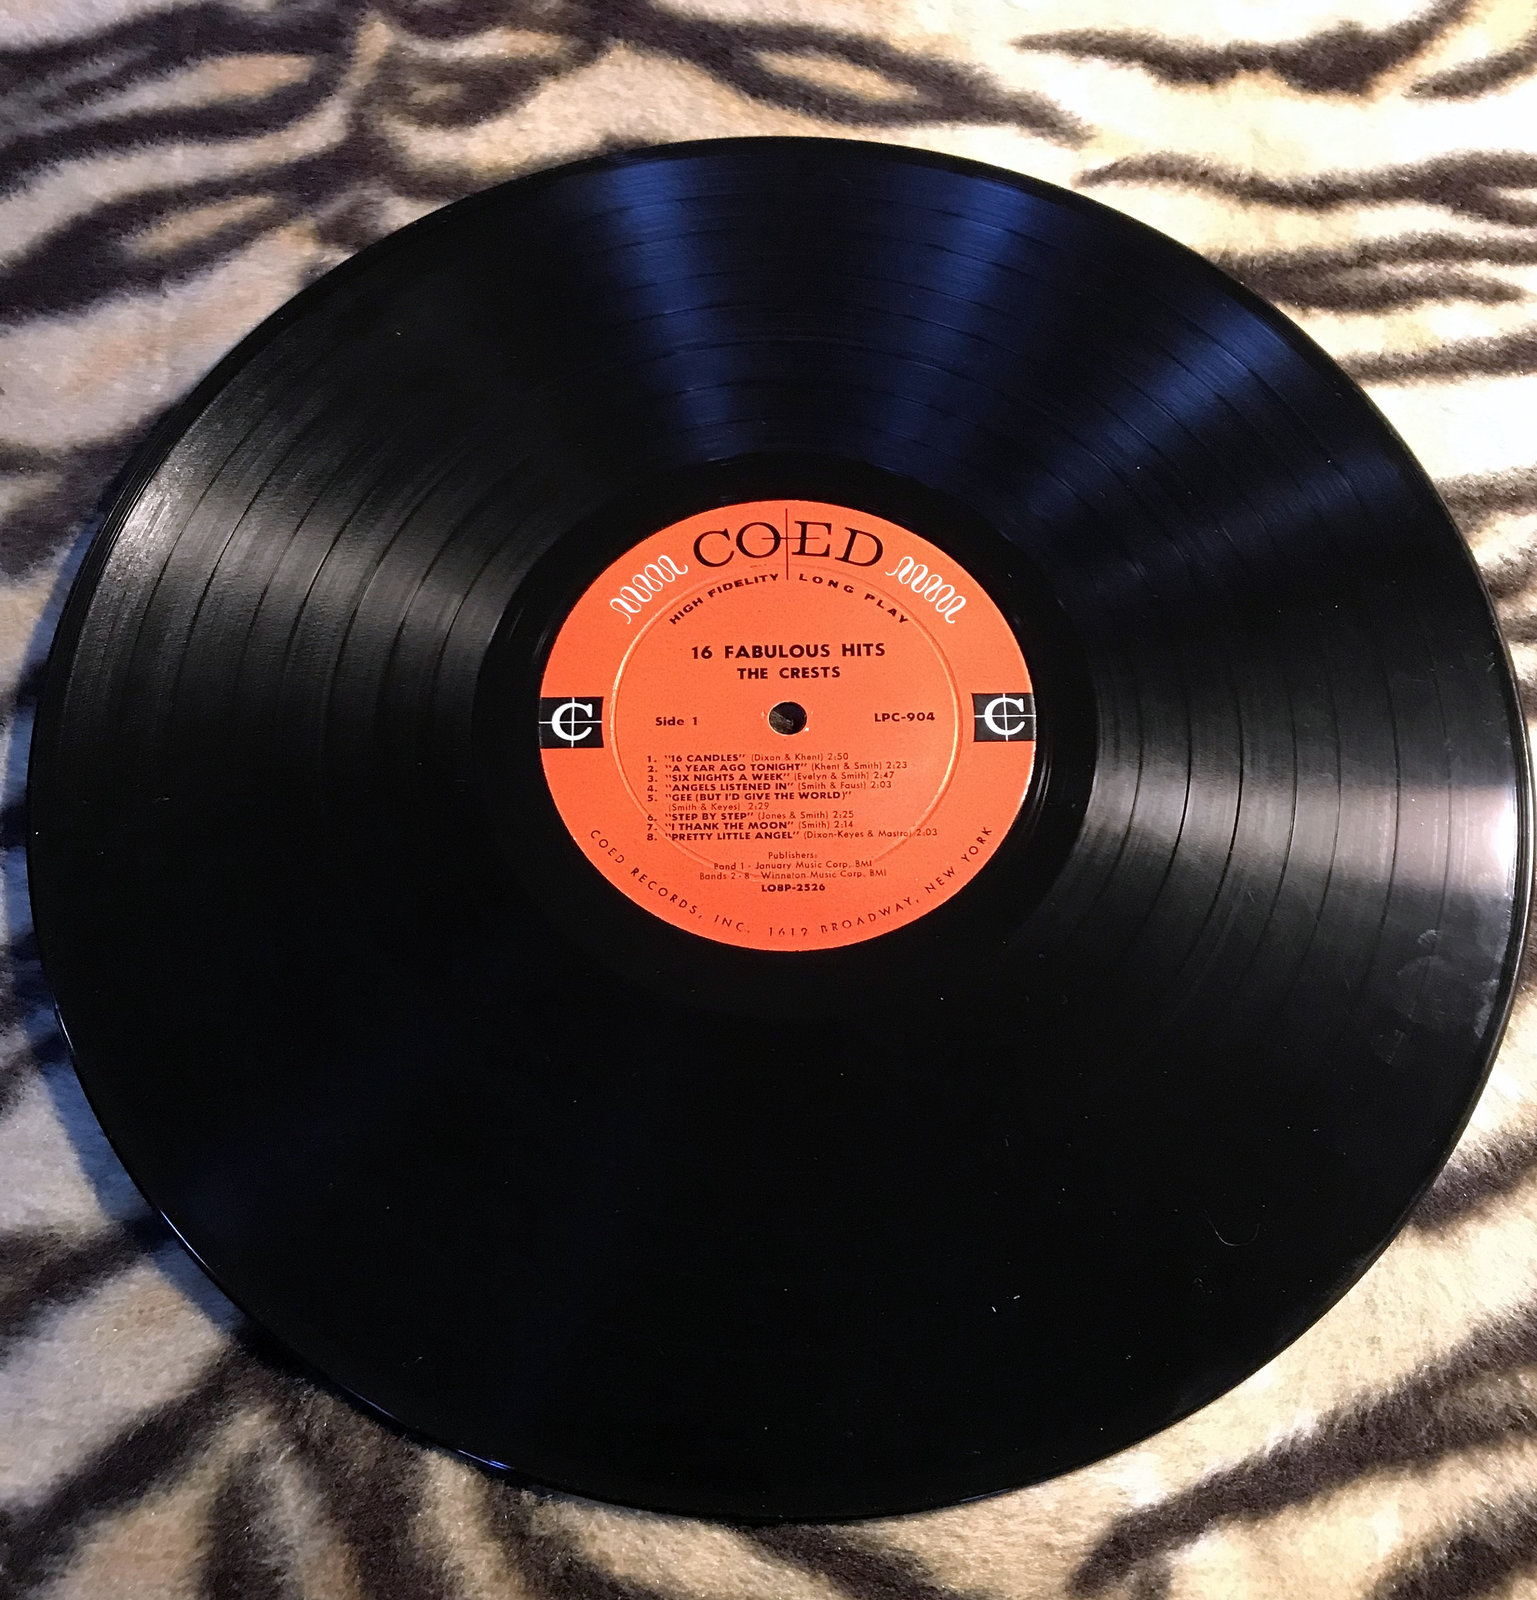 COED
HIGH FIDELITY LONG PLAY
16 FABULOUS HITS
THE CRESTS
Side 1 LPC-904
C C
1. "16 CANDLES" (Dixon & Khent) 2:50
2. "A YEAR AGO TONIGHT" (Khent & Smith) 2:23
3. "SIX NIGHTS A WEEK" (Evelyn & Smith) 2:47
4. "ANGELS LISTENED IN" (Smith & Faust) 2:03
5. "GEE (BUT I'D GIVE THE WORLD)"
(Smith & Keyes) 2:29
6. "STEP BY STEP" (Jones & Smith) 2:25
7. "I THANK THE MOON" (Smith) 2:14
8. "PRETTY LITTLE ANGEL" (Dixon-Keyes & Mastro) 2:03
Publishers:
Band 1 - January Music Corp. BMI
Bands 2 - 8 - Winneton Music Corp. BMI
LO8P-2526
COED RECORDS, INC. 1619 BROADWAY, NEW YORK